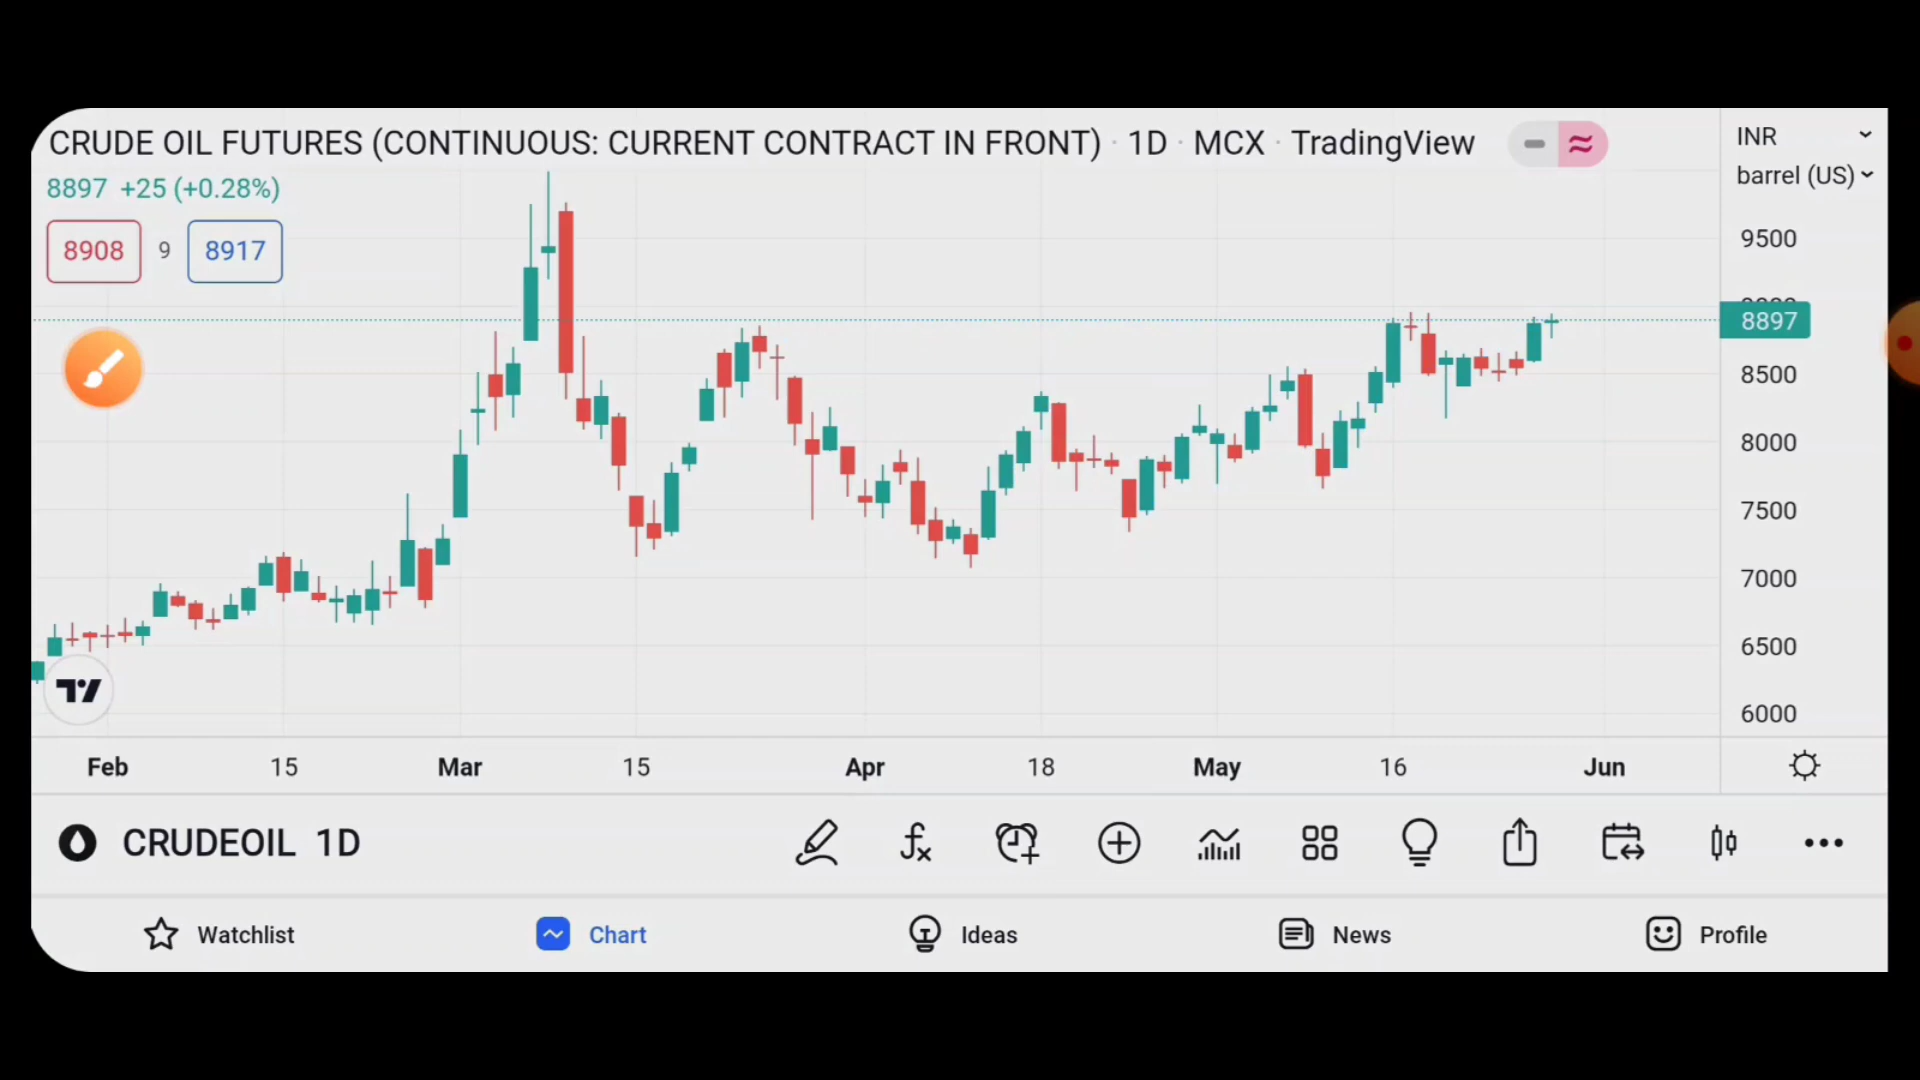 CRUDE OIL FUTURES (CONTINUOUS: CURRENT CONTRACT IN FRONT) · 1D · MCX · TradingView
INR
barrel (US)
8897 +25 (+0.28%)
8908 9 8917
9500
8897
8500
8000
7500
7000
6500
6000
Feb 15 Mar 15 Apr 18 May 16 Jun
CRUDEOIL 1D
Watchlist Chart Ideas News Profile